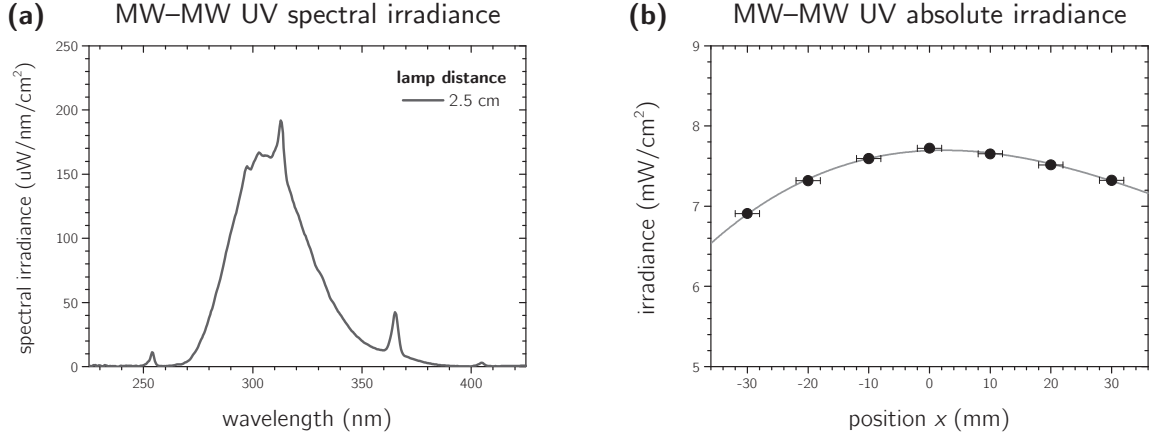 (a) MW–MW UV spectral irradiance
250
200
150
100
50
0
spectral irradiance (uW/nm/cm²)
lamp distance
2.5 cm
250 300 350 400
wavelength (nm)
(b) MW–MW UV absolute irradiance
9
8
7
6
5
irradiance (mW/cm²)
-30 -20 -10 0 10 20 30
position x (mm)